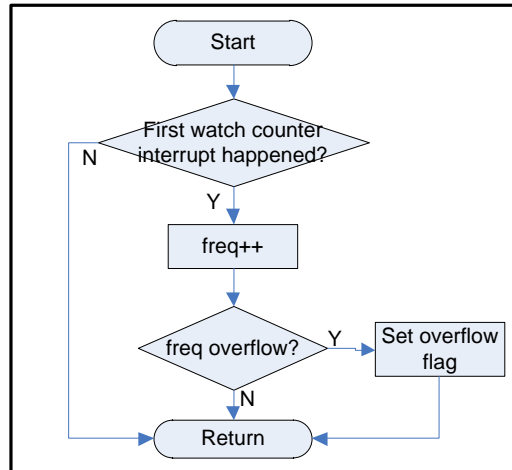 Start
First watch counter
interrupt happened?
N
Y
freq++
freq overflow?
Y
Set overflow
flag
N
Return